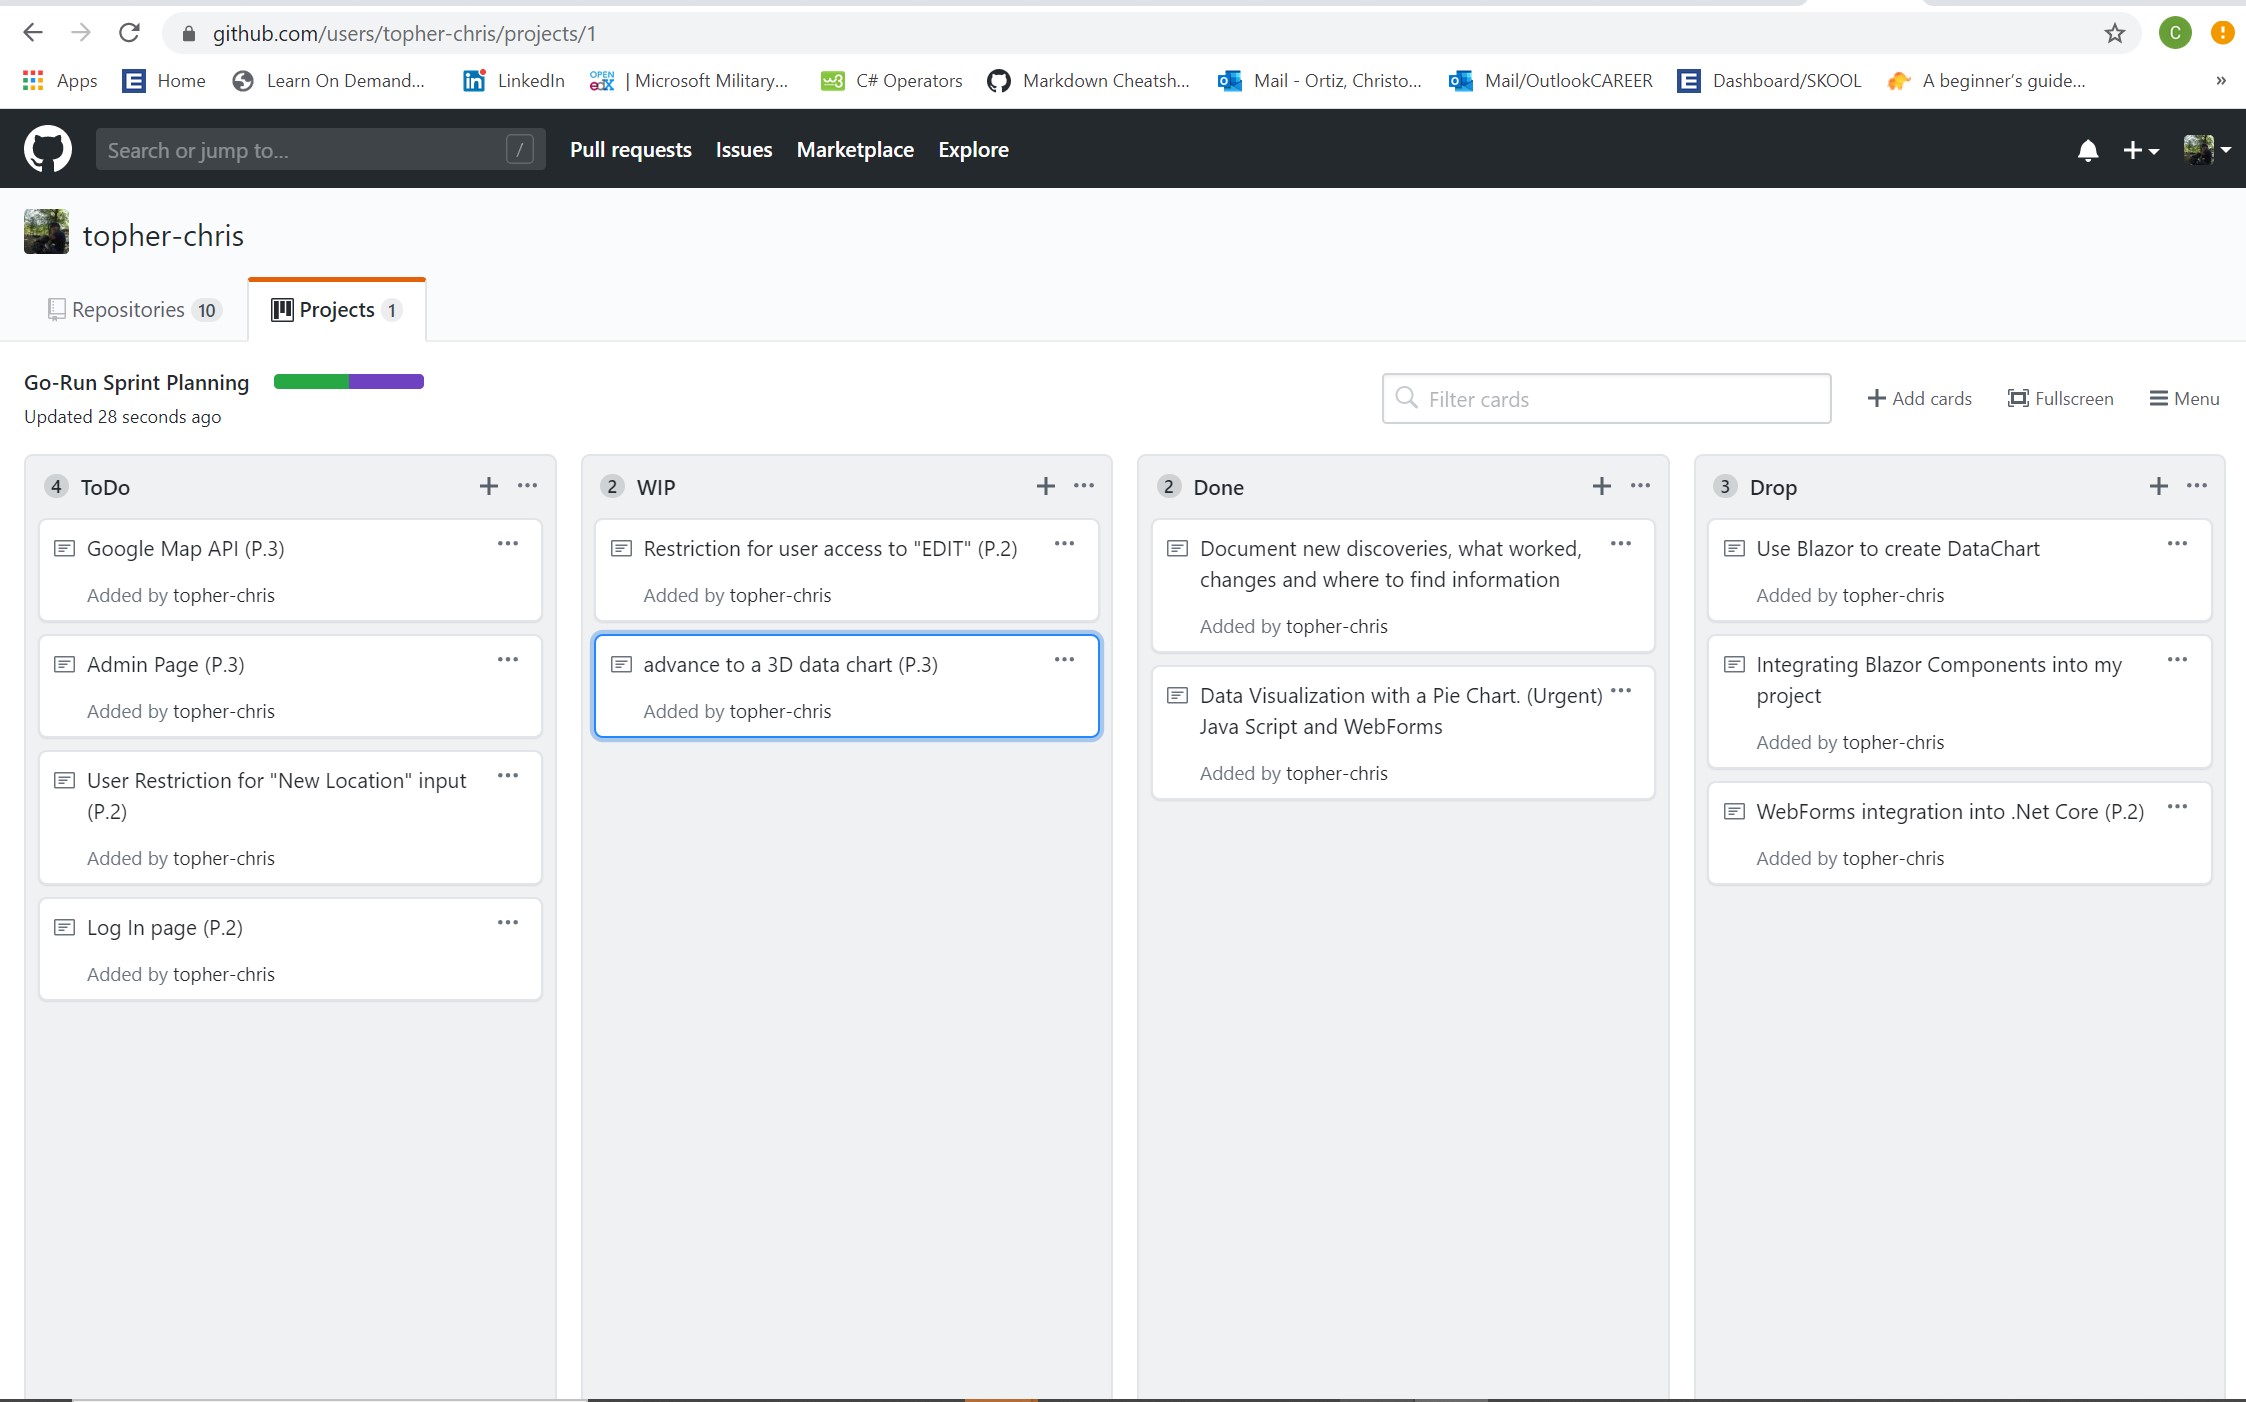 github.com/users/topher-chris/projects/1
C
Apps
E Home
Learn On Demand...
in LinkedIn
OPEN edX | Microsoft Military...
w3 C# Operators
Markdown Cheatsh...
Mail - Ortiz, Christo...
Mail/OutlookCAREER
E Dashboard/SKOOL
A beginner's guide...
»
Search or jump to... /
Pull requests
Issues
Marketplace
Explore
topher-chris
Repositories 10
Projects 1
Go-Run Sprint Planning
Updated 28 seconds ago
Filter cards
Add cards
Fullscreen
Menu
4 ToDo
Google Map API (P.3)
Added by topher-chris
Admin Page (P.3)
Added by topher-chris
User Restriction for "New Location" input
(P.2)
Added by topher-chris
Log In page (P.2)
Added by topher-chris
2 WIP
Restriction for user access to "EDIT" (P.2)
Added by topher-chris
advance to a 3D data chart (P.3)
Added by topher-chris
2 Done
Document new discoveries, what worked,
changes and where to find information
Added by topher-chris
Data Visualization with a Pie Chart. (Urgent)
Java Script and WebForms
Added by topher-chris
3 Drop
Use Blazor to create DataChart
Added by topher-chris
Integrating Blazor Components into my
project
Added by topher-chris
WebForms integration into .Net Core (P.2)
Added by topher-chris